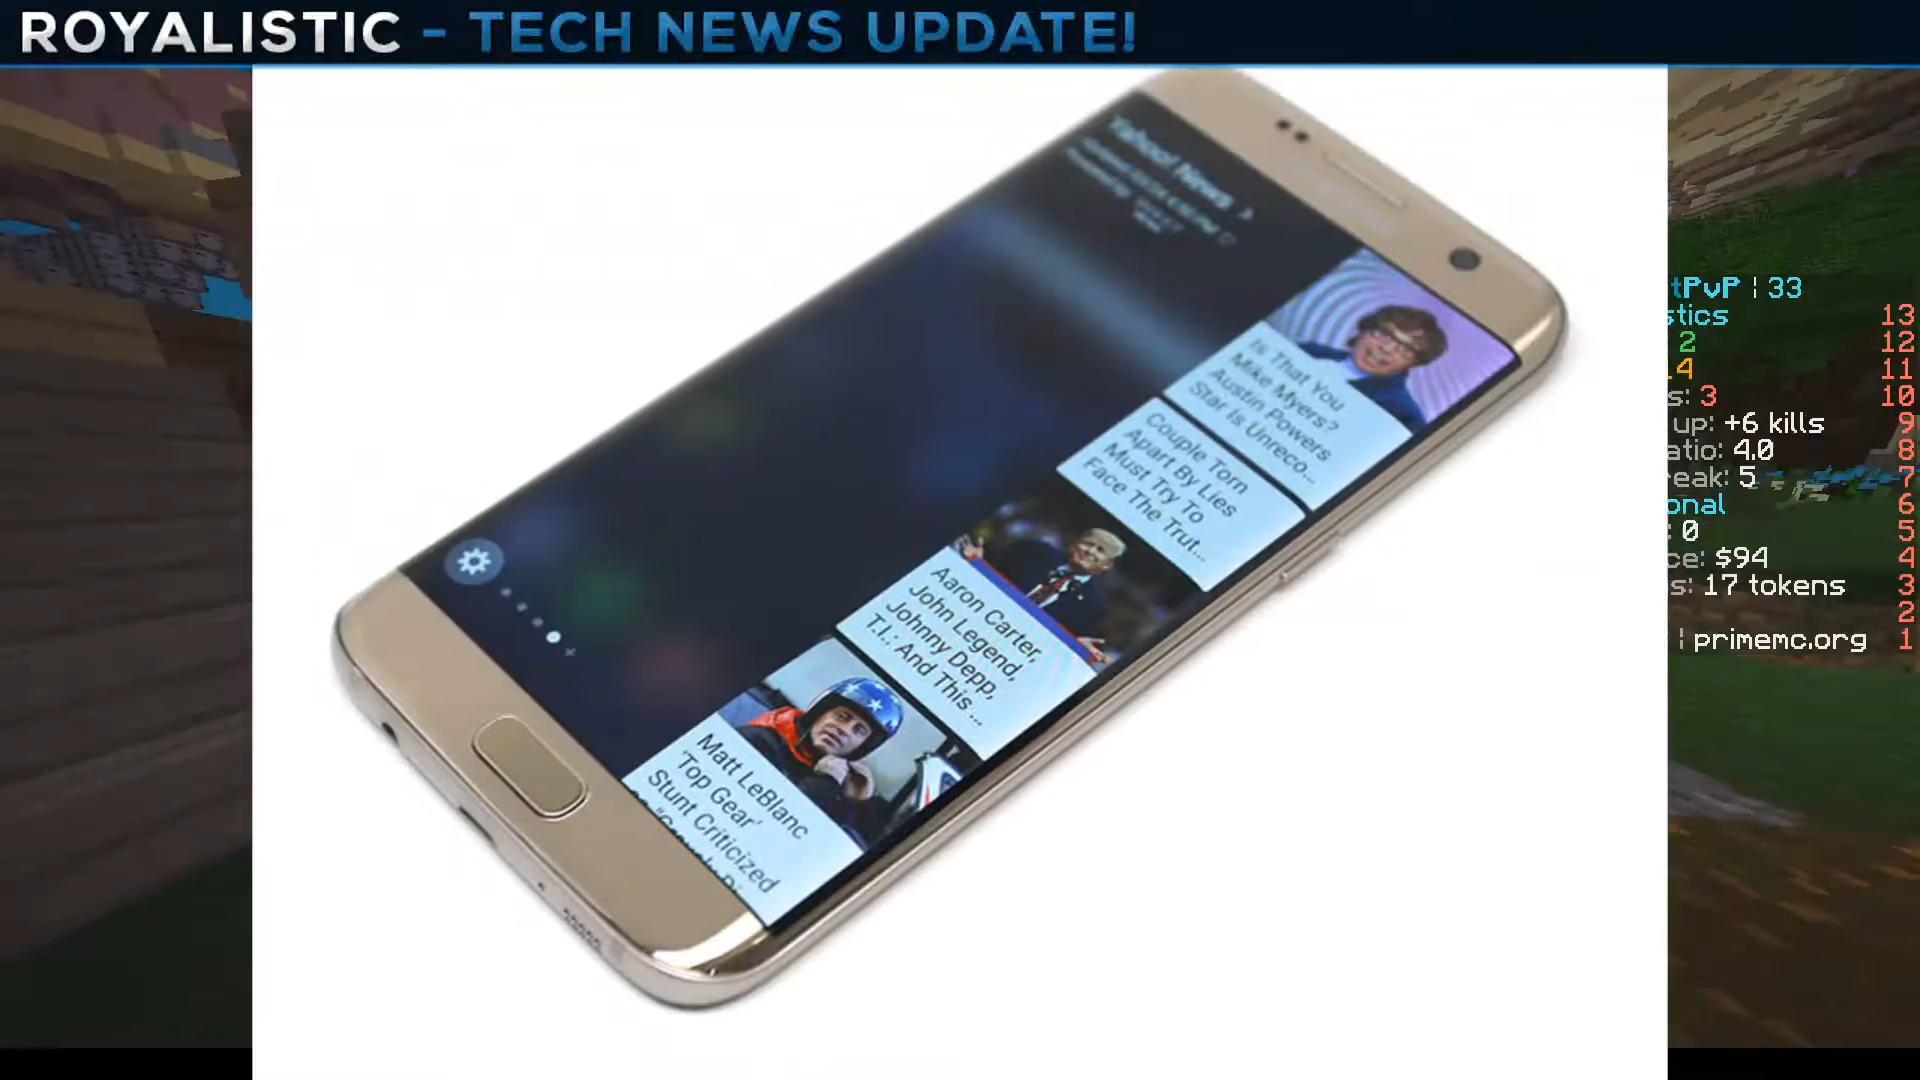 ROYALISTIC - TECH NEWS UPDATE!
Yahoo! News >
Is That You
Mike Myers?
Austin Powers
Star Is Unreco...
Couple Torn
Apart By Lies
Must Try To
Face The Trut...
Aaron Carter,
John Legend,
Johnny Depp,
T.I.: And This ...
Matt LeBlanc
'Top Gear'
Stunt Criticized
tPvP | 33
stics 13
2 12
.4 11
s: 3 10
up: +6 kills 9
atio: 4.0 8
reak: 5 7
onal 6
: 0 5
ce: $94 4
s: 17 tokens 3
2
| primemc.org 1